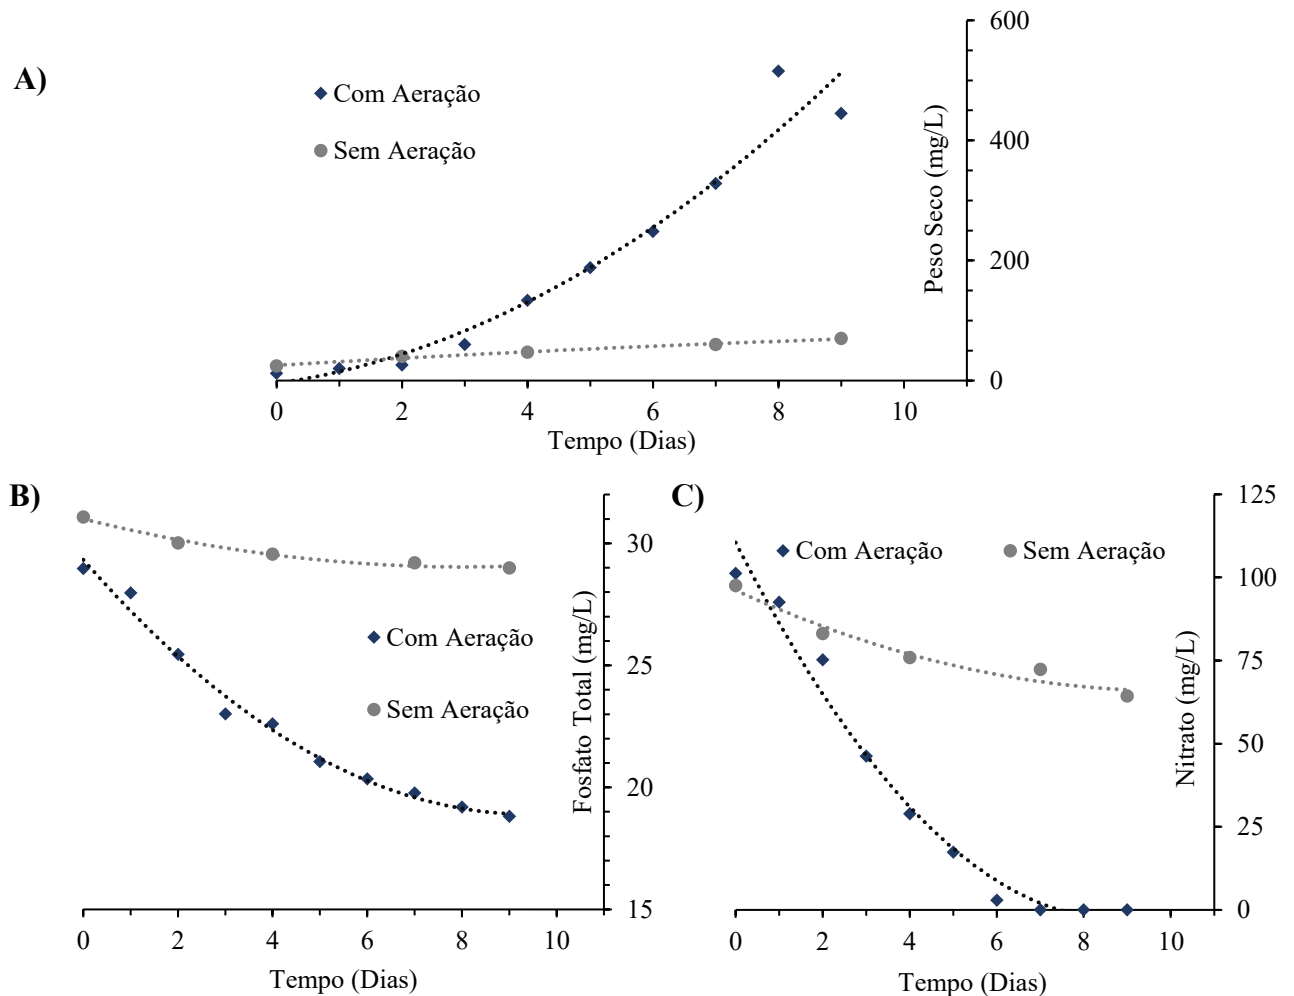 A)
Com Aeração
Sem Aeração
600
400
200
0
Peso Seco (mg/L)
0 2 4 6 8 10
Tempo (Dias)
B)
Com Aeração
Sem Aeração
30
25
20
15
Fosfato Total (mg/L)
0 2 4 6 8 10
Tempo (Dias)
C)
Com Aeração Sem Aeração
125
100
75
50
25
0
Nitrato (mg/L)
0 2 4 6 8 10
Tempo (Dias)